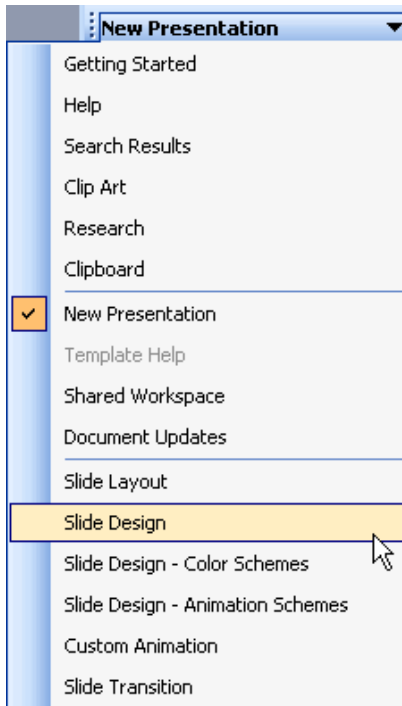 New Presentation
Getting Started
Help
Search Results
Clip Art
Research
Clipboard
New Presentation
Template Help
Shared Workspace
Document Updates
Slide Layout
Slide Design
Slide Design - Color Schemes
Slide Design - Animation Schemes
Custom Animation
Slide Transition